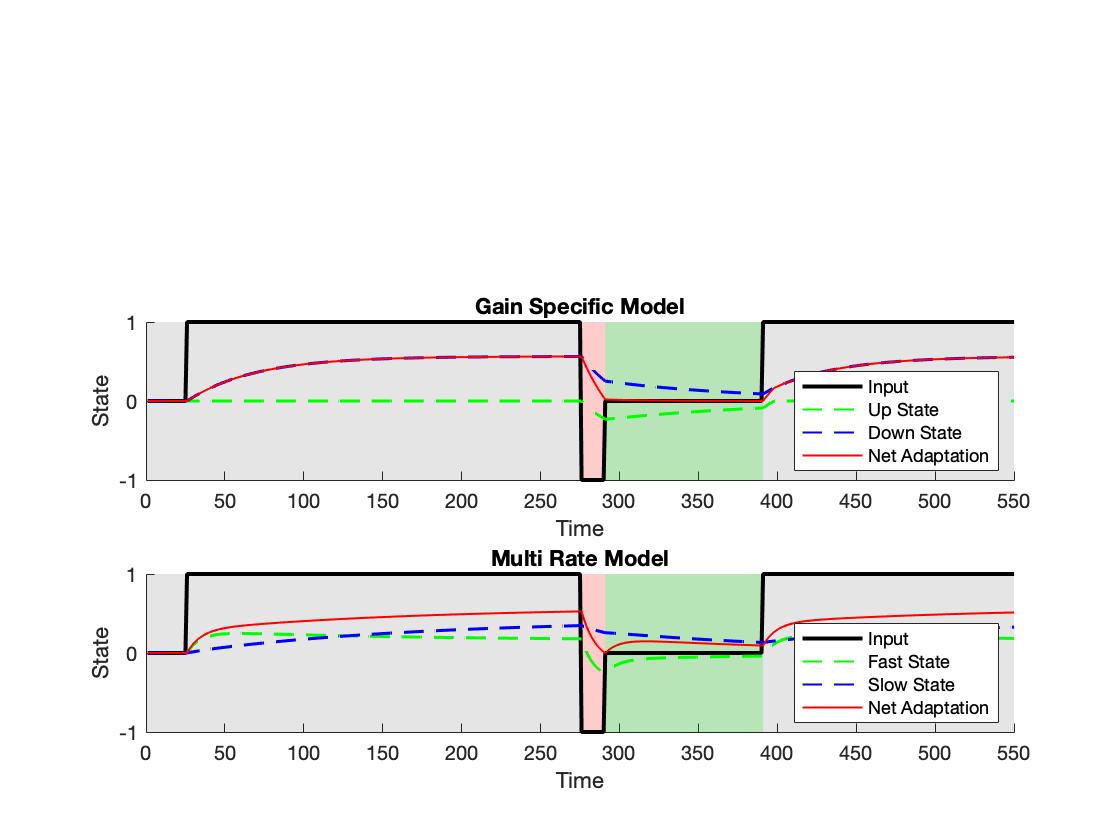 Gain Specific Model
1
0
-1
State
Input
Up State
Down State
Net Adaptation
0 50 100 150 200 250 300 350 400 450 500 550
Time
Multi Rate Model
1
0
-1
State
Input
Fast State
Slow State
Net Adaptation
0 50 100 150 200 250 300 350 400 450 500 550
Time